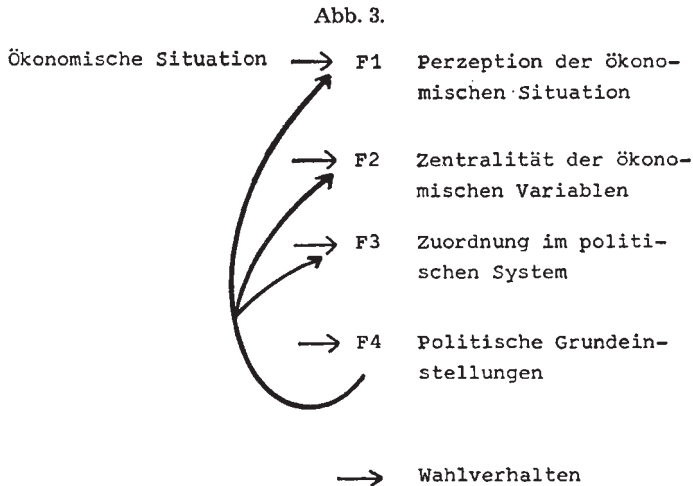 Abb. 3.
Ökonomische Situation → F1 Perzeption der ökono-
mischen Situation
→ F2 Zentralität der ökono-
mischen Variablen
→ F3 Zuordnung im politi-
schen System
→ F4 Politische Grundein-
stellungen
→ Wahlverhalten